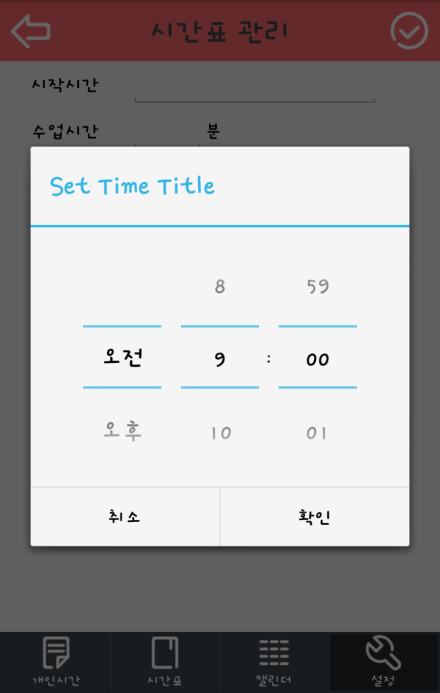 시간표 관리
시작시간
수업시간 분
Set Time Title
8 59
오전 9 : 00
오후 10 01
취소 확인
개인시간 시간표 캘린더 설정